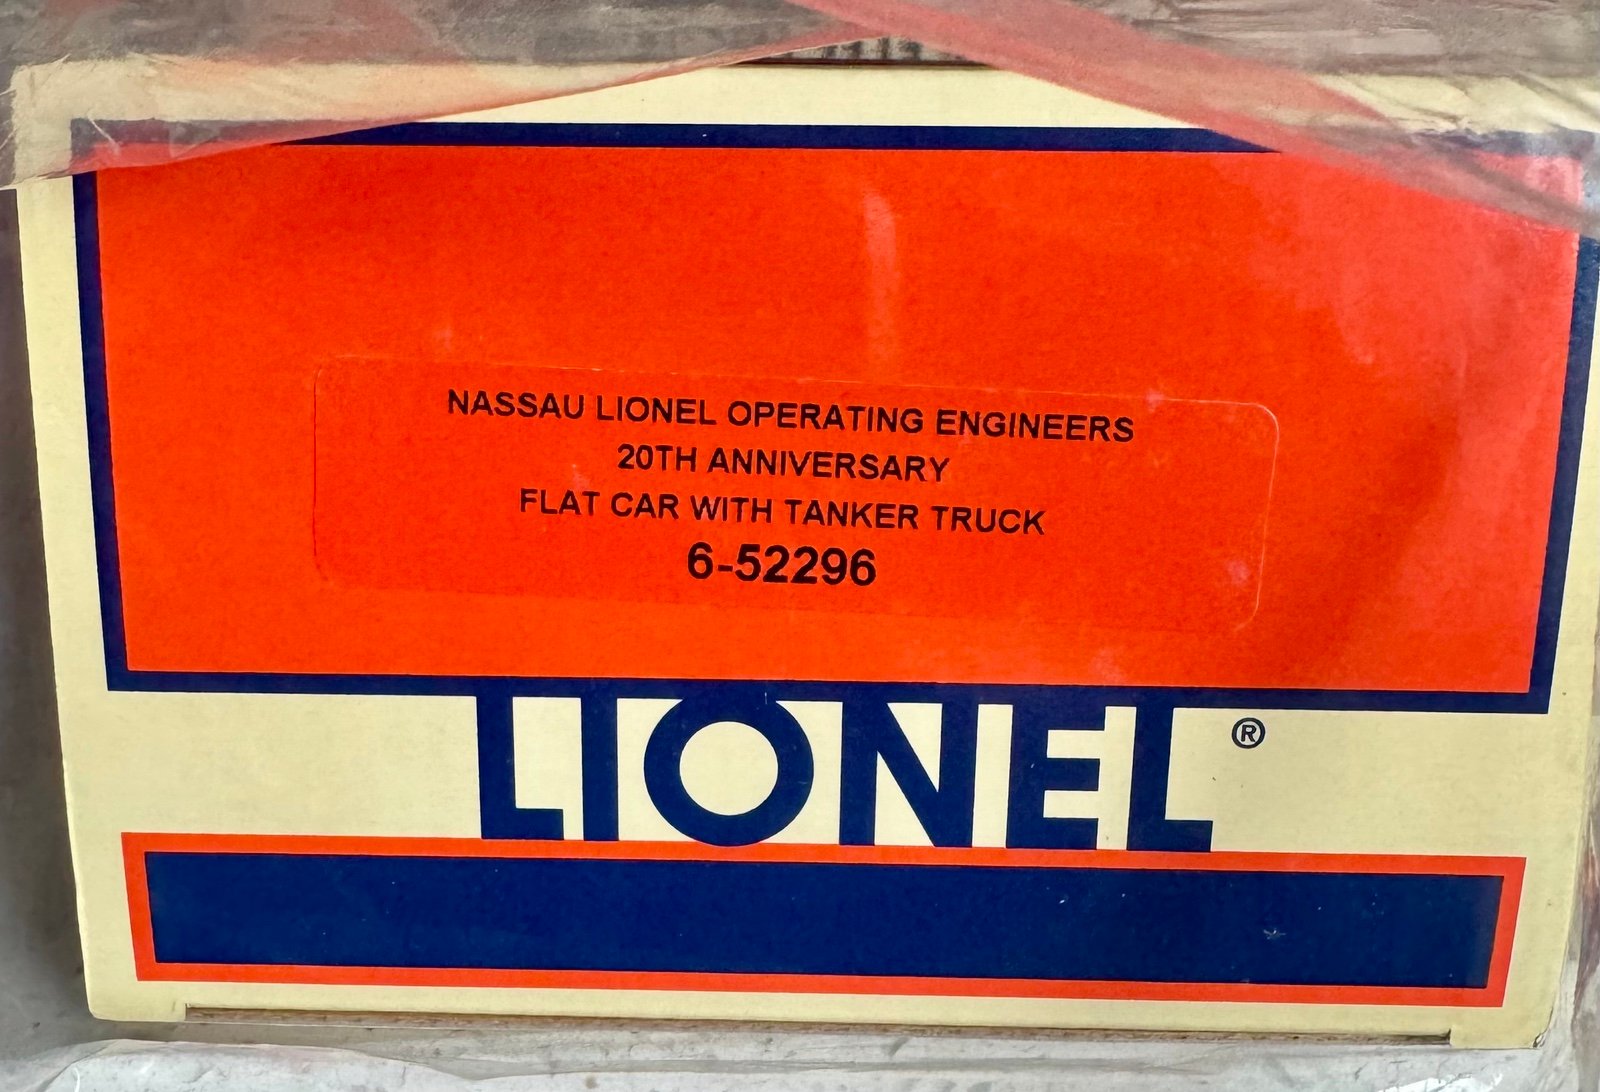 NASSAU LIONEL OPERATING ENGINEERS
20TH ANNIVERSARY
FLAT CAR WITH TANKER TRUCK
6-52296
LIONEL®